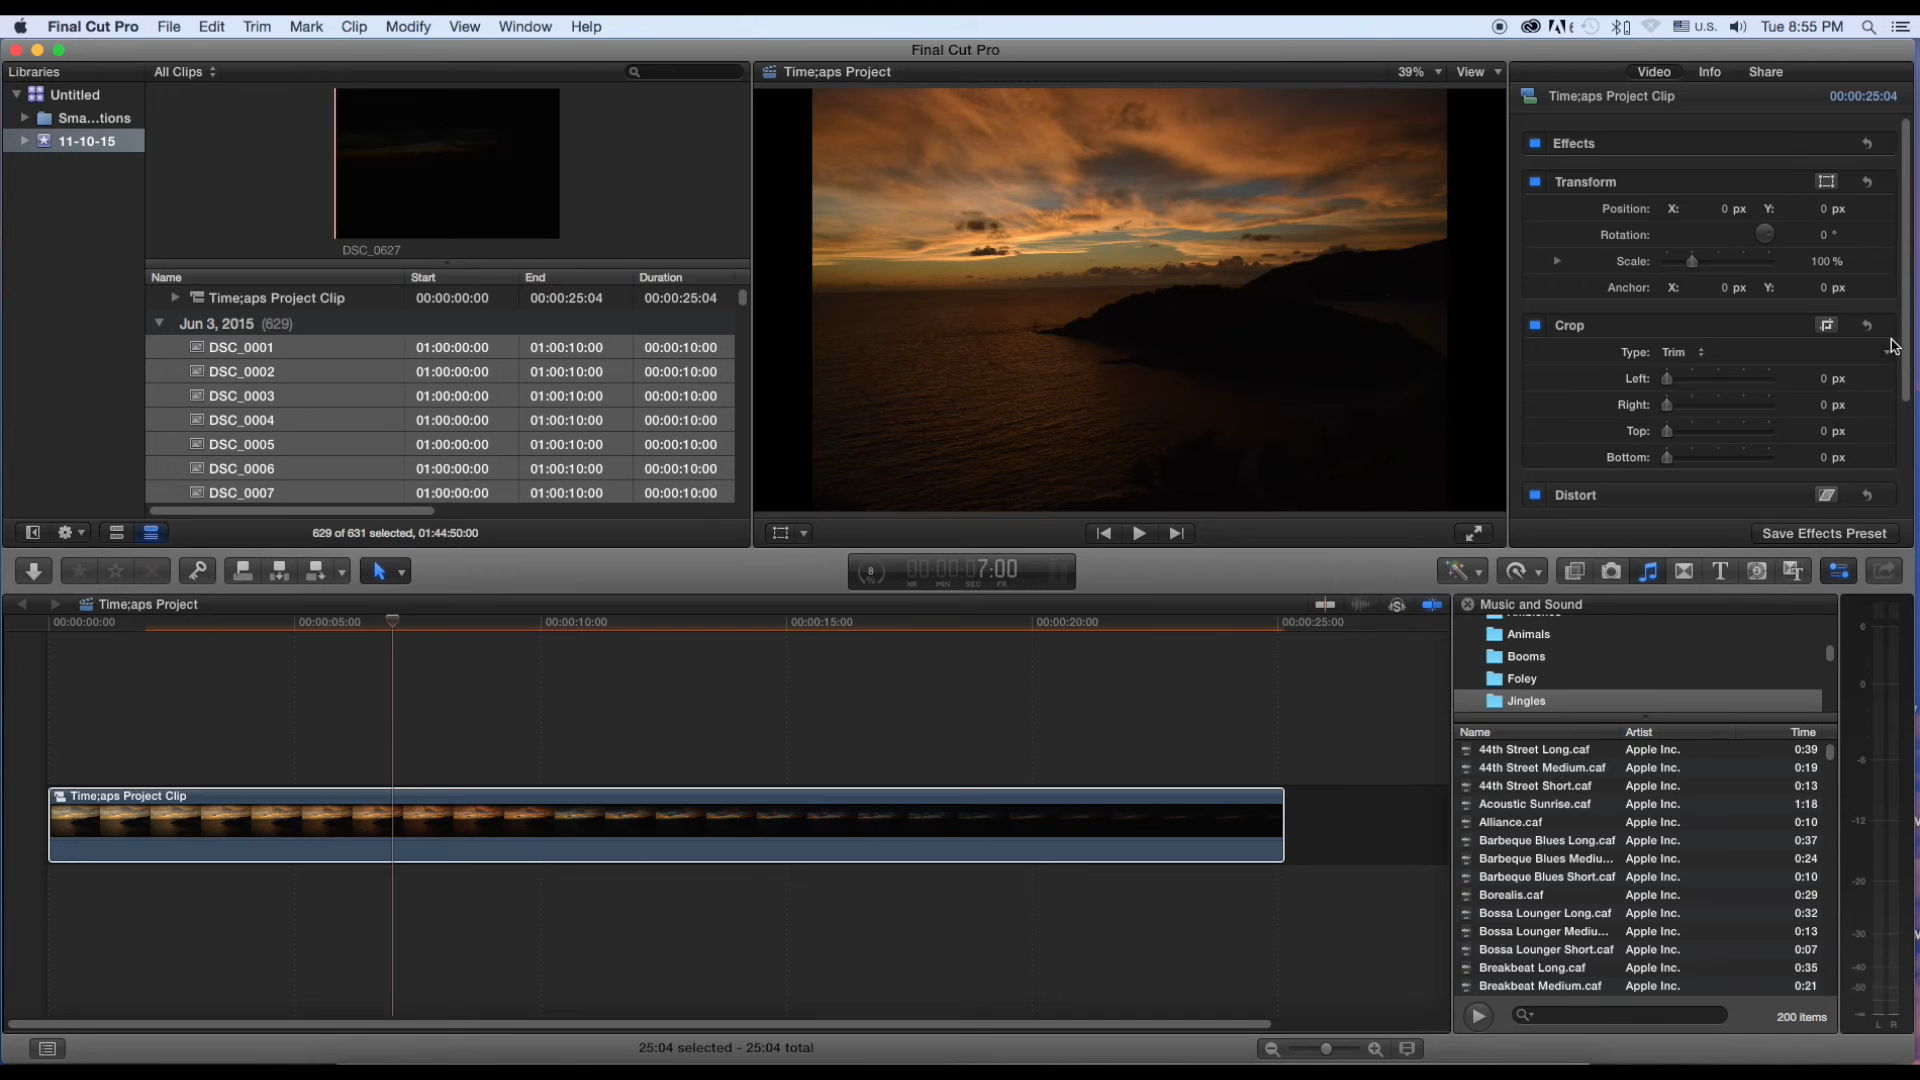 Final Cut Pro File Edit Trim Mark Clip Modify View Window Help U.S. Tue 8:55 PM
Final Cut Pro
Libraries All Clips
Untitled
Sma...tions
11-10-15
DSC_0627
Name Start End Duration
Time;aps Project Clip 00:00:00:00 00:00:25:04 00:00:25:04
Jun 3, 2015 (629)
DSC_0001 01:00:00:00 01:00:10:00 00:00:10:00
DSC_0002 01:00:00:00 01:00:10:00 00:00:10:00
DSC_0003 01:00:00:00 01:00:10:00 00:00:10:00
DSC_0004 01:00:00:00 01:00:10:00 00:00:10:00
DSC_0005 01:00:00:00 01:00:10:00 00:00:10:00
DSC_0006 01:00:00:00 01:00:10:00 00:00:10:00
DSC_0007 01:00:00:00 01:00:10:00 00:00:10:00
629 of 631 selected, 01:44:50:00
Time;aps Project 39% View
Video Info Share
Time;aps Project Clip 00:00:25:04
Effects
Transform
Position: X: 0 px Y: 0 px
Rotation: 0 °
Scale: 100 %
Anchor: X: 0 px Y: 0 px
Crop
Type: Trim
Left: 0 px
Right: 0 px
Top: 0 px
Bottom: 0 px
Distort
Save Effects Preset
8 00:00:07:00
HR MIN SEC FR
Time;aps Project
00:00:00:00 00:00:05:00 00:00:10:00 00:00:15:00 00:00:20:00 00:00:25:00
Time;aps Project Clip
Music and Sound
Animals
Booms
Foley
Jingles
Name Artist Time
44th Street Long.caf Apple Inc. 0:39
44th Street Medium.caf Apple Inc. 0:19
44th Street Short.caf Apple Inc. 0:13
Acoustic Sunrise.caf Apple Inc. 1:18
Alliance.caf Apple Inc. 0:10
Barbeque Blues Long.caf Apple Inc. 0:37
Barbeque Blues Mediu... Apple Inc. 0:24
Barbeque Blues Short.caf Apple Inc. 0:10
Borealis.caf Apple Inc. 0:29
Bossa Lounger Long.caf Apple Inc. 0:32
Bossa Lounger Mediu... Apple Inc. 0:13
Bossa Lounger Short.caf Apple Inc. 0:07
Breakbeat Long.caf Apple Inc. 0:35
Breakbeat Medium.caf Apple Inc. 0:21
200 items
6
0
-6
-12
-20
-30
-40
-50
-∞
L R
25:04 selected - 25:04 total